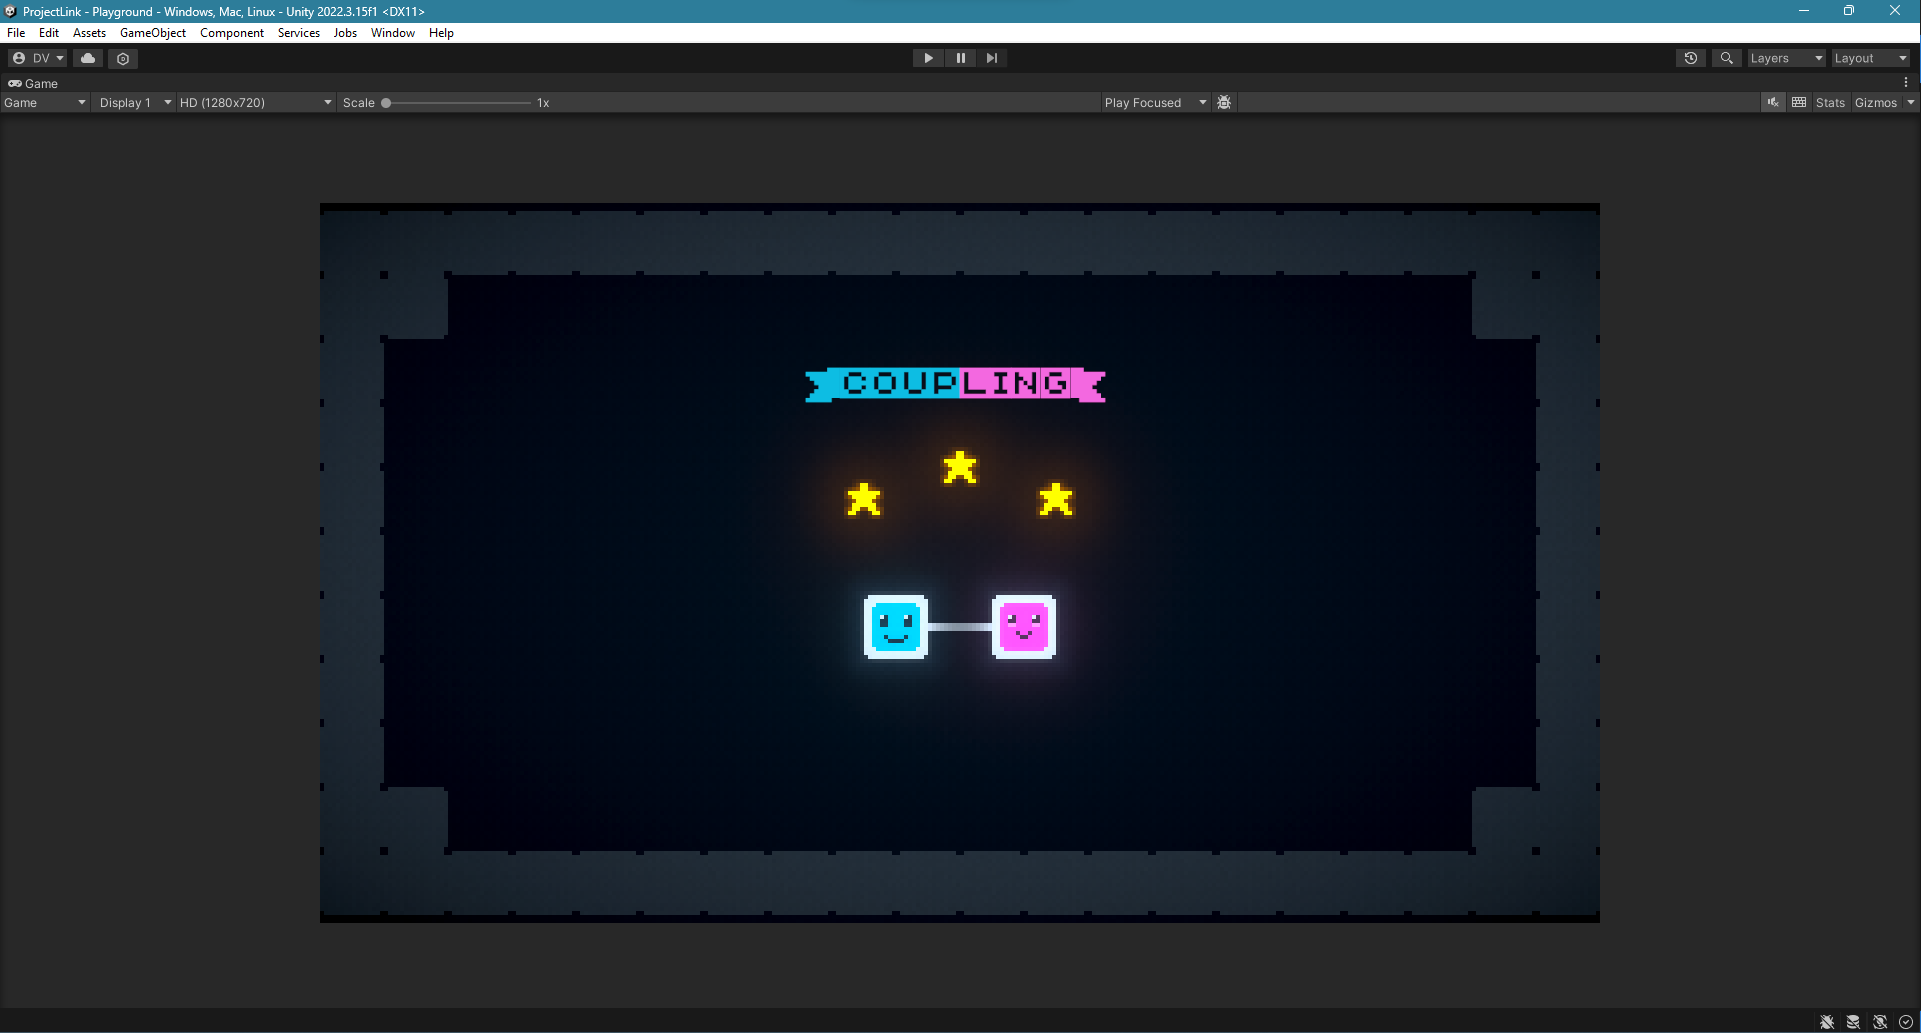 ProjectLink - Playground - Windows, Mac, Linux - Unity 2022.3.15f1 <DX11>
File Edit Assets GameObject Component Services Jobs Window Help
DV Layers Layout
Game
Game Display 1 HD (1280x720) Scale 1x Play Focused Stats Gizmos
COUPLING